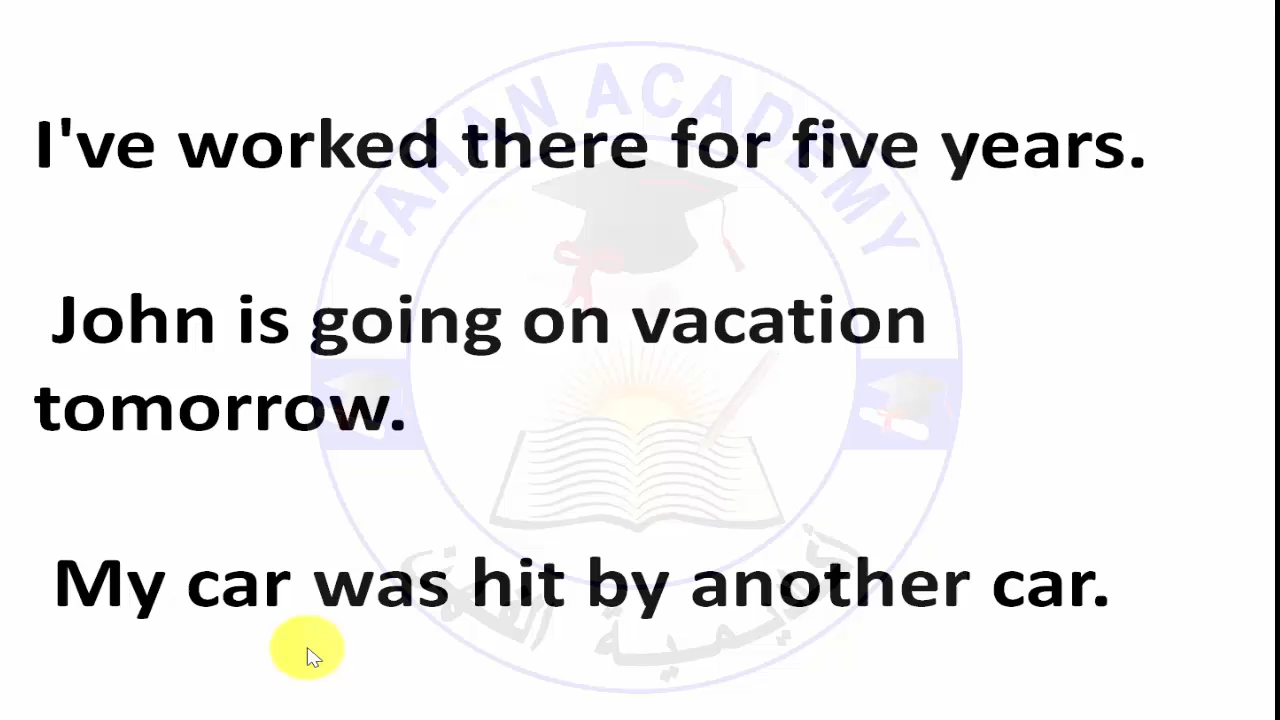 FAHAN ACADEMY
I've worked there for five years.
John is going on vacation
tomorrow.
My car was hit by another car.